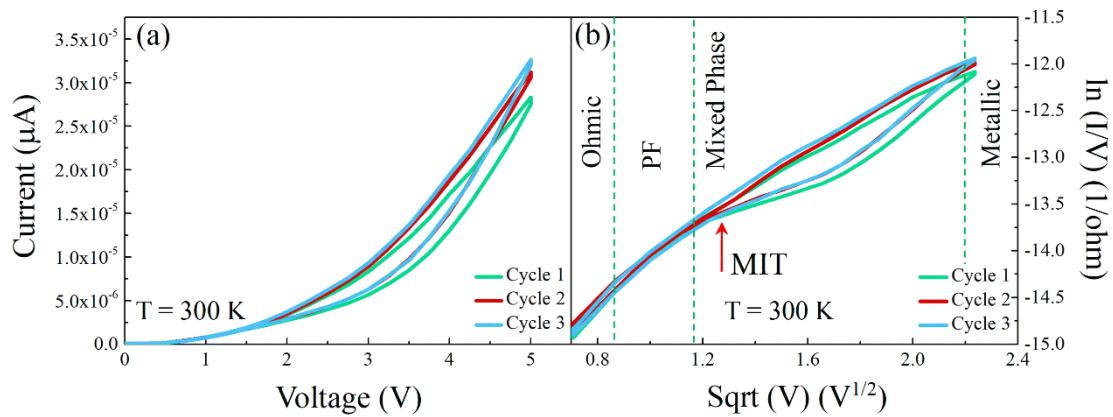 (a)
Current (µA)
3.5x10⁻⁵
3.0x10⁻⁵
2.5x10⁻⁵
2.0x10⁻⁵
1.5x10⁻⁵
1.0x10⁻⁵
5.0x10⁻⁶
0.0
T = 300 K
Cycle 1
Cycle 2
Cycle 3
0 1 2 3 4 5
Voltage (V)
(b)
Ohmic
PF
Mixed Phase
Metallic
MIT
T = 300 K
Cycle 1
Cycle 2
Cycle 3
0.8 1.2 1.6 2.0 2.4
Sqrt (V) (V^1/2)
-11.5
-12.0
-12.5
-13.0
-13.5
-14.0
-14.5
-15.0
ln (I/V) (1/ohm)